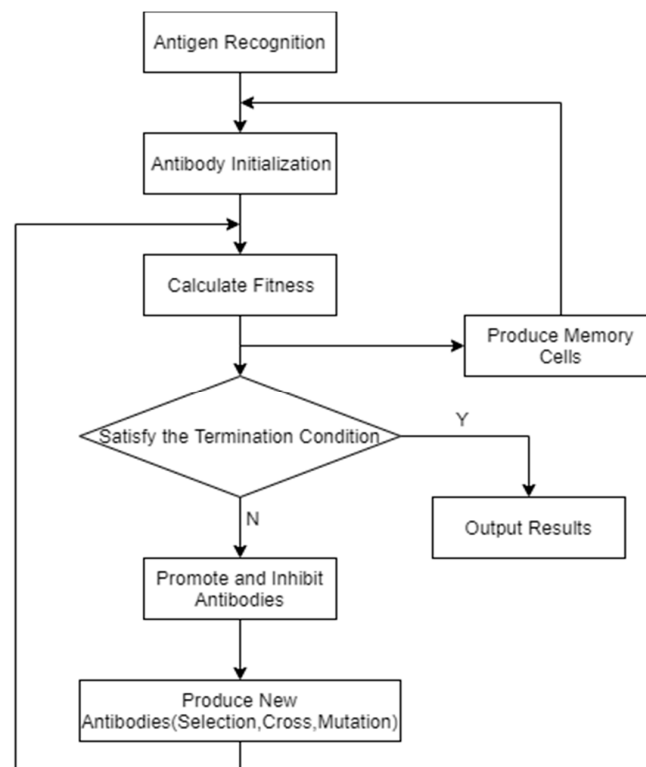 Antigen Recognition
Antibody Initialization
Calculate Fitness
Produce Memory
Cells
Satisfy the Termination Condition
Y
Output Results
N
Promote and Inhibit
Antibodies
Produce New
Antibodies(Selection,Cross,Mutation)